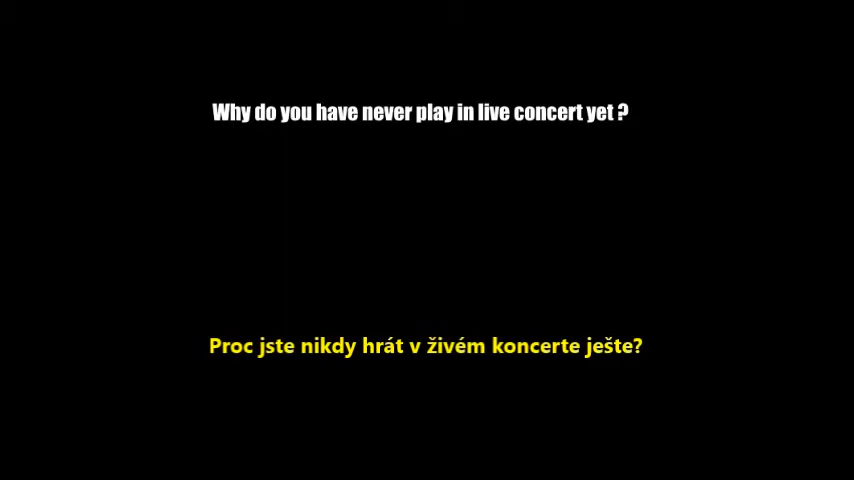 Why do you have never play in live concert yet ?
Proc jste nikdy hrát v živém koncerte ješte?